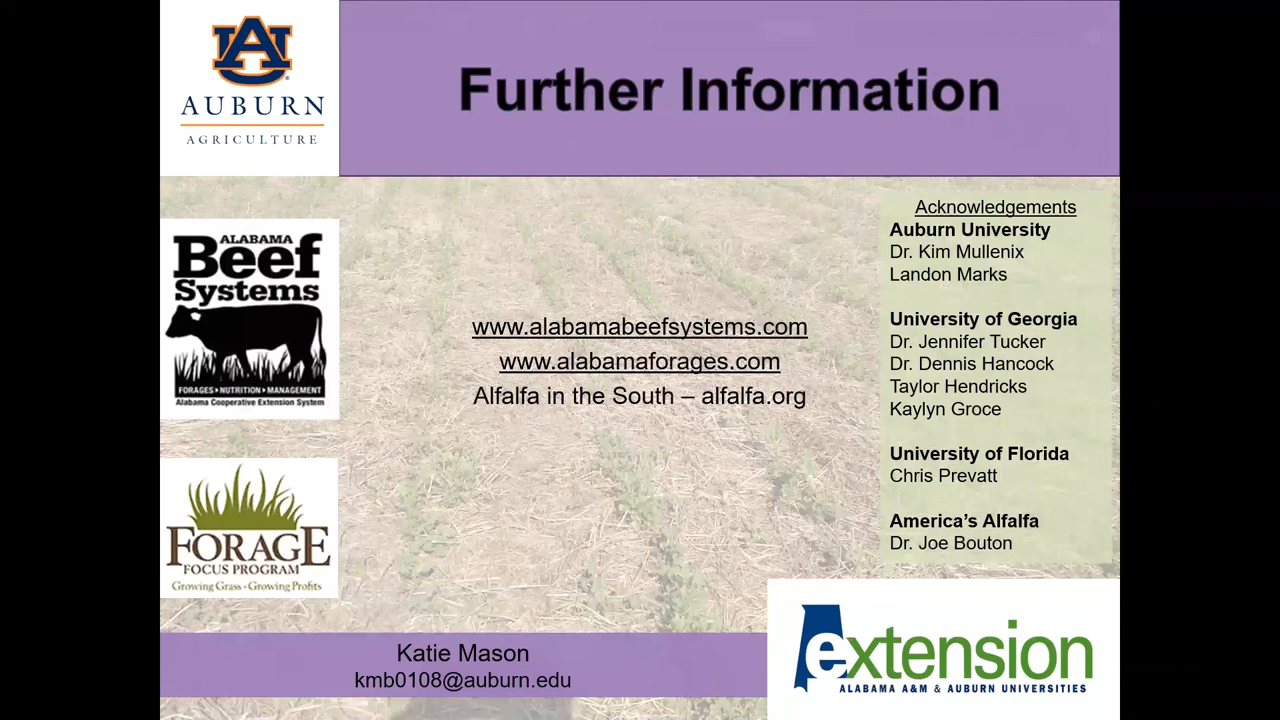 AUBURN
AGRICULTURE
Further Information
ALABAMA
Beef
Systems
FORAGES • NUTRITION • MANAGEMENT
Alabama Cooperative Extension System
FORAGE
FOCUS PROGRAM
Growing Grass - Growing Profits
www.alabamabeefsystems.com
www.alabamaforages.com
Alfalfa in the South – alfalfa.org
Acknowledgements
Auburn University
Dr. Kim Mullenix
Landon Marks
University of Georgia
Dr. Jennifer Tucker
Dr. Dennis Hancock
Taylor Hendricks
Kaylyn Groce
University of Florida
Chris Prevatt
America's Alfalfa
Dr. Joe Bouton
Katie Mason
kmb0108@auburn.edu
extension
ALABAMA A&M & AUBURN UNIVERSITIES